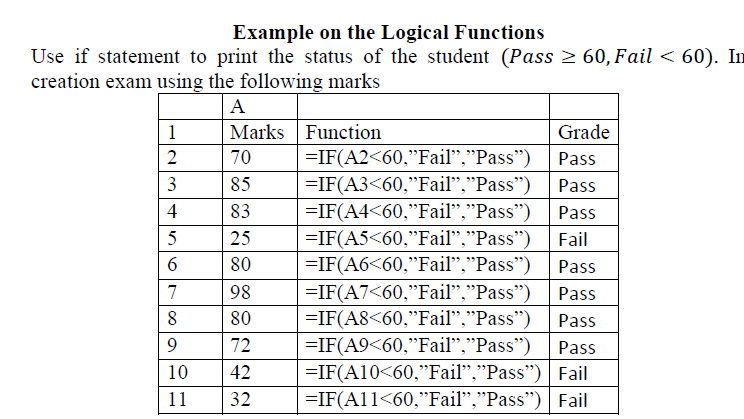 Example on the Logical Functions
Use if statement to print the status of the student (Pass ≥ 60, Fail < 60). In
creation exam using the following marks
A
1 Marks Function Grade
2 70 =IF(A2<60,”Fail”,”Pass”) Pass
3 85 =IF(A3<60,”Fail”,”Pass”) Pass
4 83 =IF(A4<60,”Fail”,”Pass”) Pass
5 25 =IF(A5<60,”Fail”,”Pass”) Fail
6 80 =IF(A6<60,”Fail”,”Pass”) Pass
7 98 =IF(A7<60,”Fail”,”Pass”) Pass
8 80 =IF(A8<60,”Fail”,”Pass”) Pass
9 72 =IF(A9<60,”Fail”,”Pass”) Pass
10 42 =IF(A10<60,”Fail”,”Pass”) Fail
11 32 =IF(A11<60,”Fail”,”Pass”) Fail